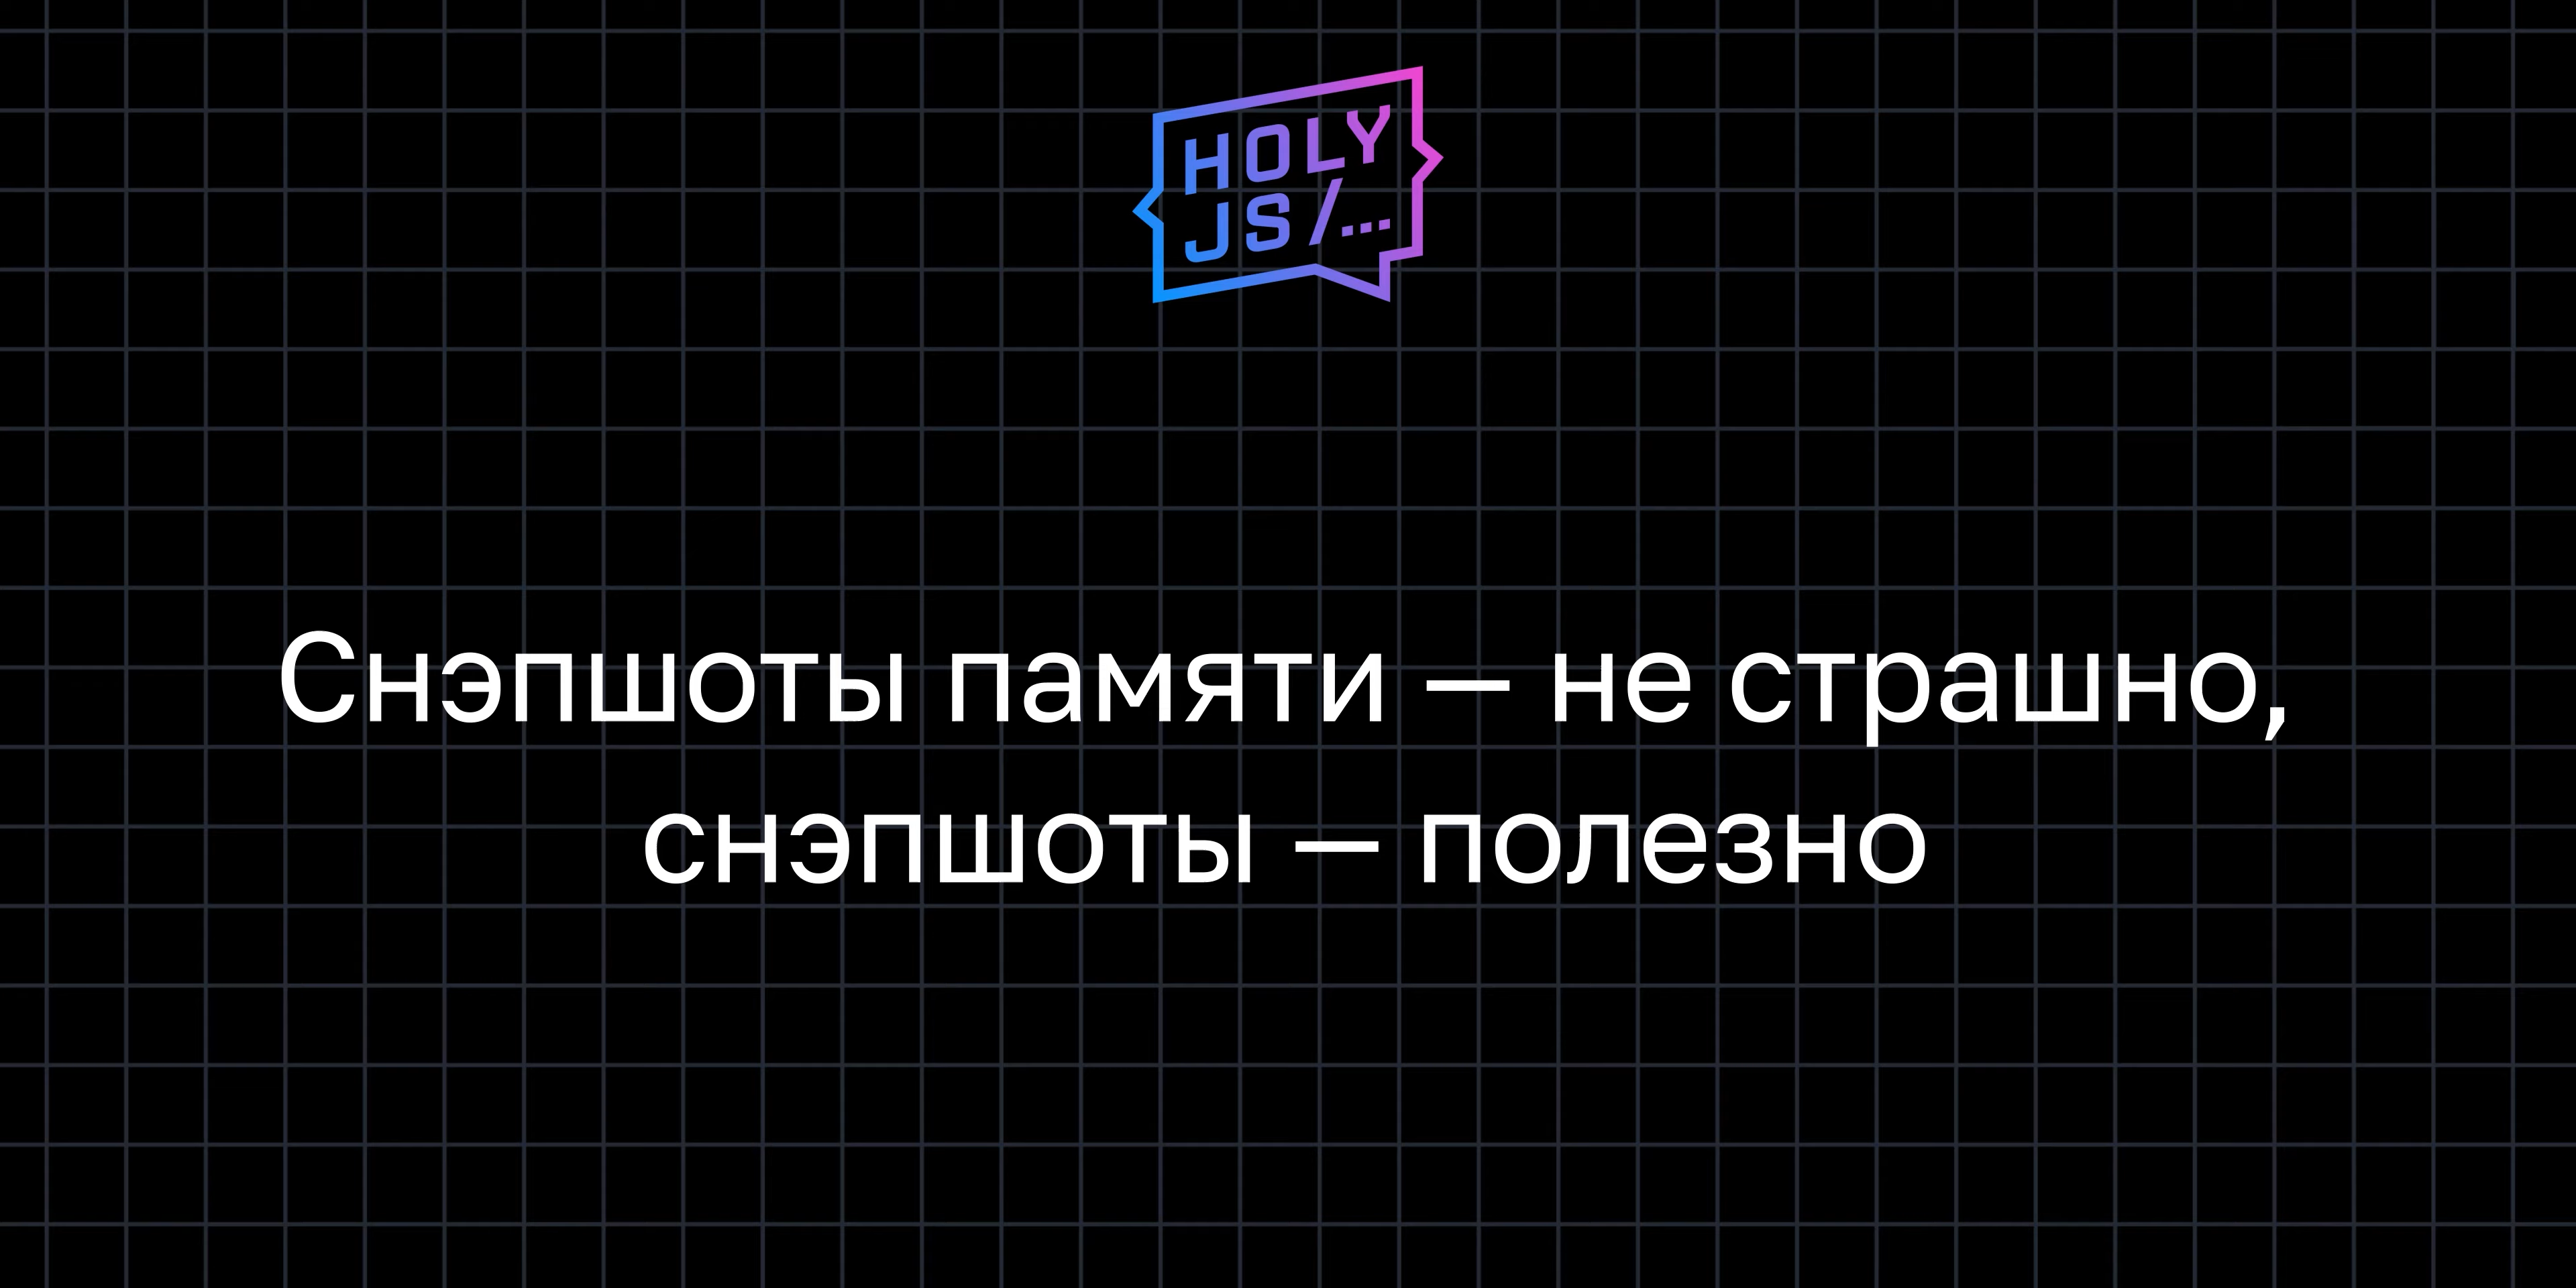 HOLY
JS /...
Снэпшоты памяти — не страшно,
снэпшоты — полезно